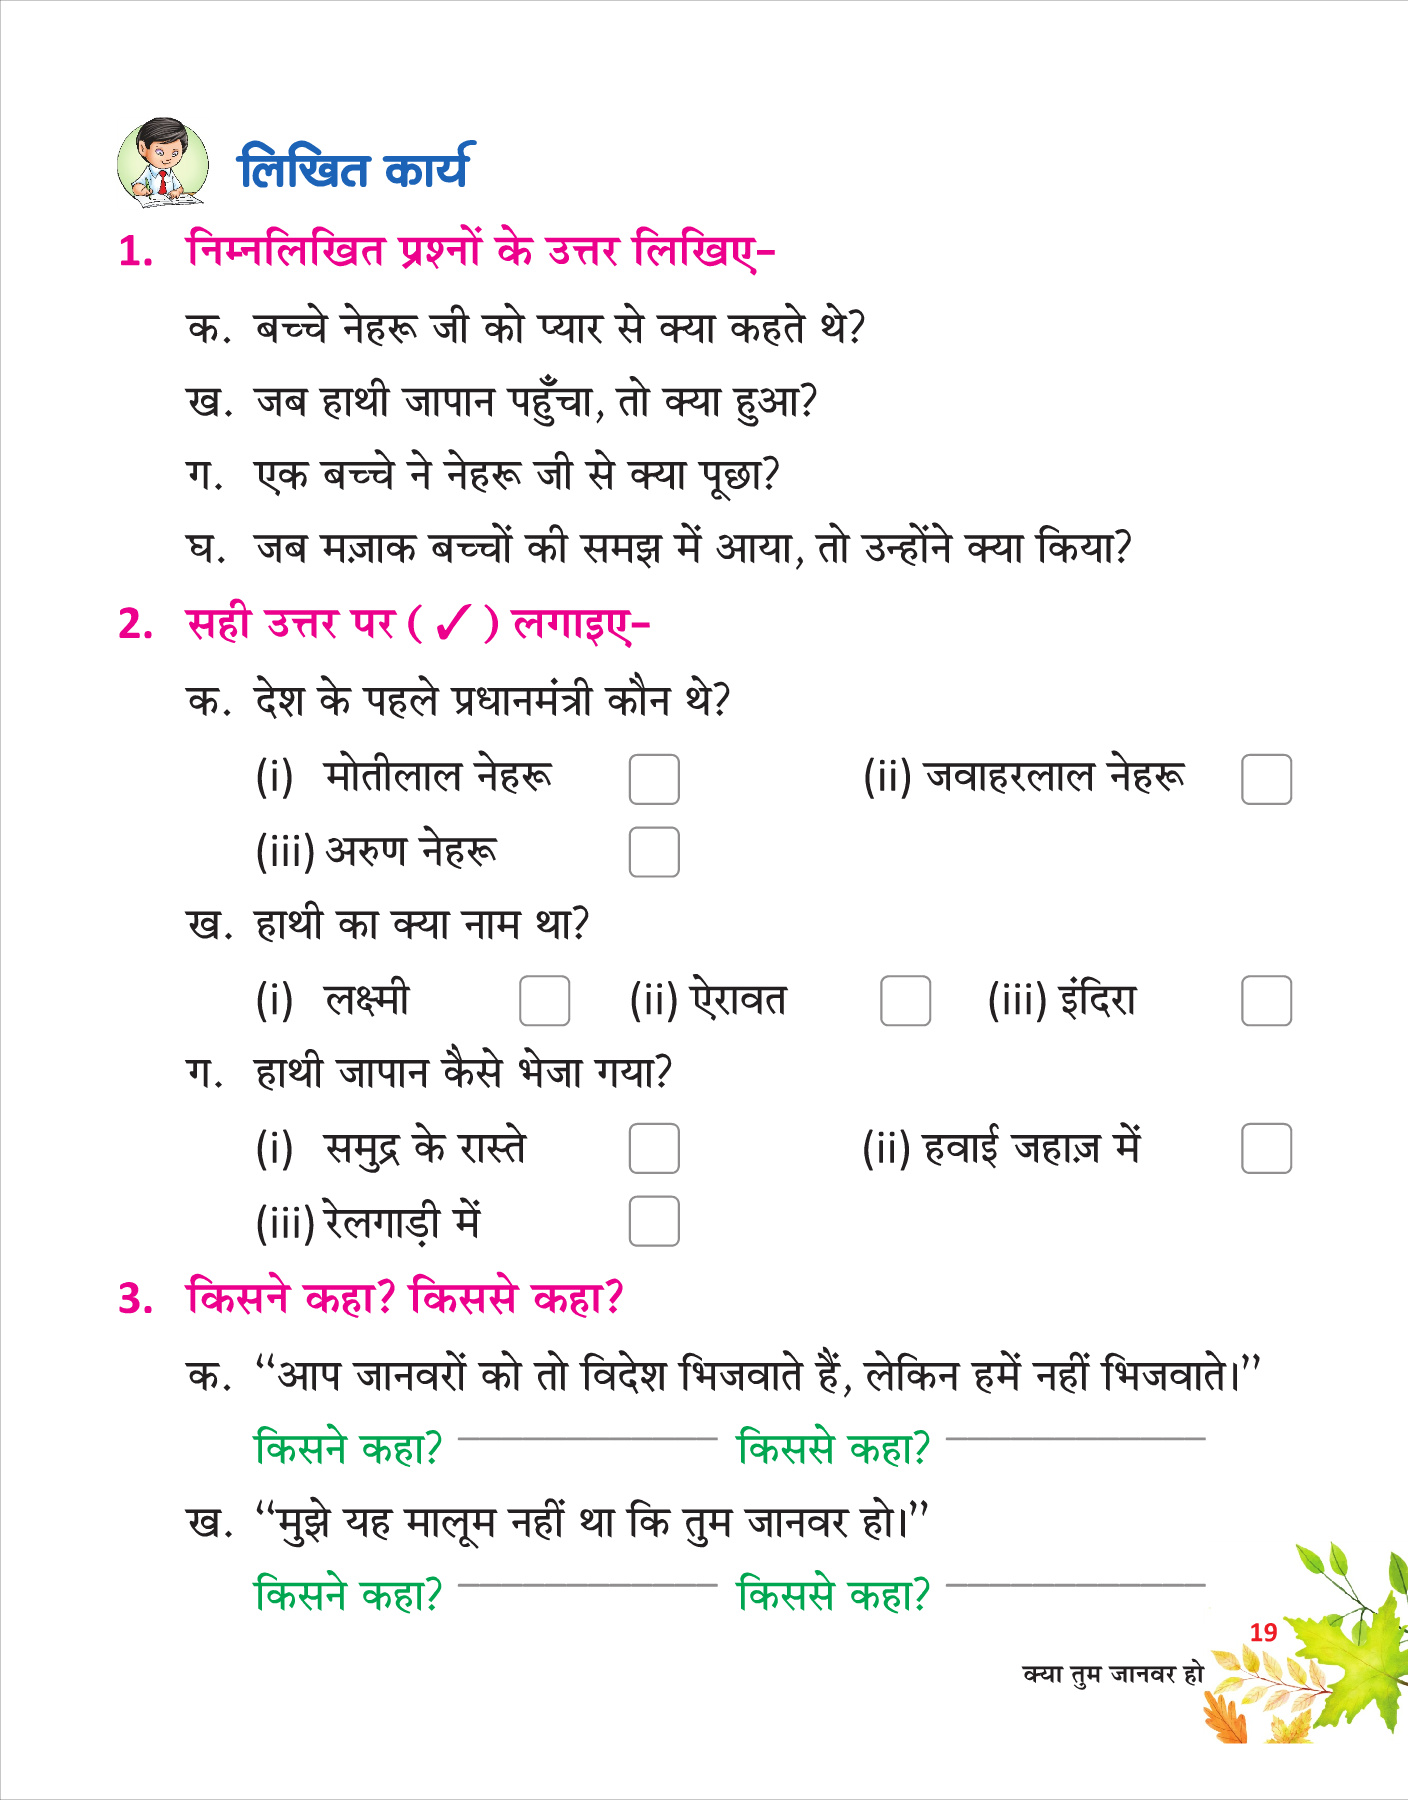 लिखित कार्य
1. निम्नलिखित प्रश्नों के उत्तर लिखिए–
क. बच्चे नेहरू जी को प्यार से क्या कहते थे?
ख. जब हाथी जापान पहुँचा, तो क्या हुआ?
ग. एक बच्चे ने नेहरू जी से क्या पूछा?
घ. जब मज़ाक बच्चों की समझ में आया, तो उन्होंने क्या किया?
2. सही उत्तर पर ( ✓ ) लगाइए–
क. देश के पहले प्रधानमंत्री कौन थे?
(i) मोतीलाल नेहरू (ii) जवाहरलाल नेहरू
(iii) अरुण नेहरू
ख. हाथी का क्या नाम था?
(i) लक्ष्मी (ii) ऐरावत (iii) इंदिरा
ग. हाथी जापान कैसे भेजा गया?
(i) समुद्र के रास्ते (ii) हवाई जहाज़ में
(iii) रेलगाड़ी में
3. किसने कहा? किससे कहा?
क. “आप जानवरों को तो विदेश भिजवाते हैं, लेकिन हमें नहीं भिजवाते।”
किसने कहा? ____________ किससे कहा? ____________
ख. “मुझे यह मालूम नहीं था कि तुम जानवर हो।”
किसने कहा? ____________ किससे कहा? ____________
19
क्या तुम जानवर हो